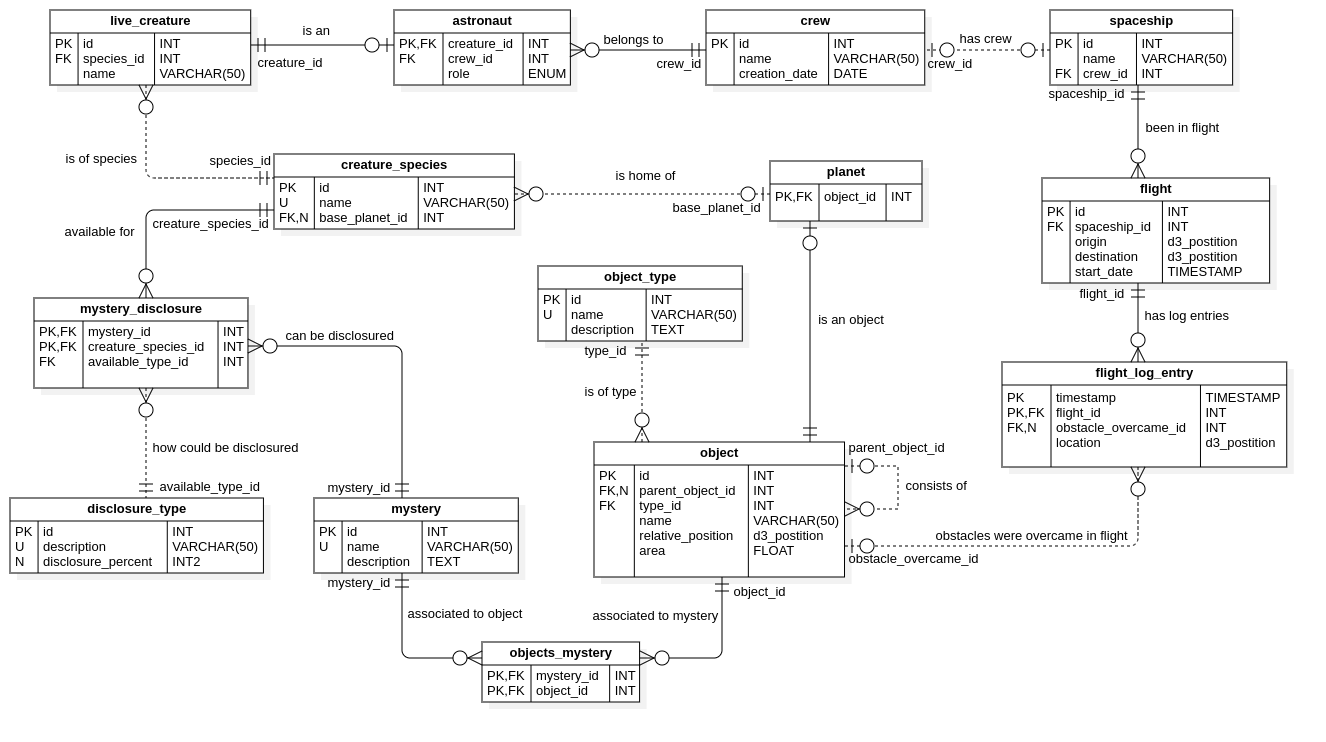 live_creature
PK id INT
FK species_id INT
name VARCHAR(50)
is an
creature_id
astronaut
PK,FK creature_id INT
FK crew_id INT
role ENUM
belongs to
crew_id
crew
PK id INT
name VARCHAR(50)
creation_date DATE
has crew
crew_id
spaceship
PK id INT
name VARCHAR(50)
FK crew_id INT
spaceship_id
been in flight
is of species
species_id
creature_species
PK id INT
U name VARCHAR(50)
FK,N base_planet_id INT
is home of
base_planet_id
planet
PK,FK object_id INT
flight
PK id INT
FK spaceship_id INT
origin d3_postition
destination d3_postition
start_date TIMESTAMP
available for
creature_species_id
flight_id
has log entries
mystery_disclosure
PK,FK mystery_id INT
PK,FK creature_species_id INT
FK available_type_id INT
can be disclosured
object_type
PK id INT
U name VARCHAR(50)
description TEXT
type_id
is of type
is an object
flight_log_entry
PK timestamp TIMESTAMP
PK,FK flight_id INT
FK,N obstacle_overcame_id INT
location d3_postition
how could be disclosured
available_type_id
mystery_id
disclosure_type
PK id INT
U description VARCHAR(50)
N disclosure_percent INT2
mystery
PK id INT
U name VARCHAR(50)
description TEXT
object
PK id INT
FK,N parent_object_id INT
FK type_id INT
name VARCHAR(50)
relative_position d3_postition
area FLOAT
parent_object_id
consists of
obstacles were overcame in flight
obstacle_overcame_id
mystery_id
associated to object
object_id
associated to mystery
objects_mystery
PK,FK mystery_id INT
PK,FK object_id INT